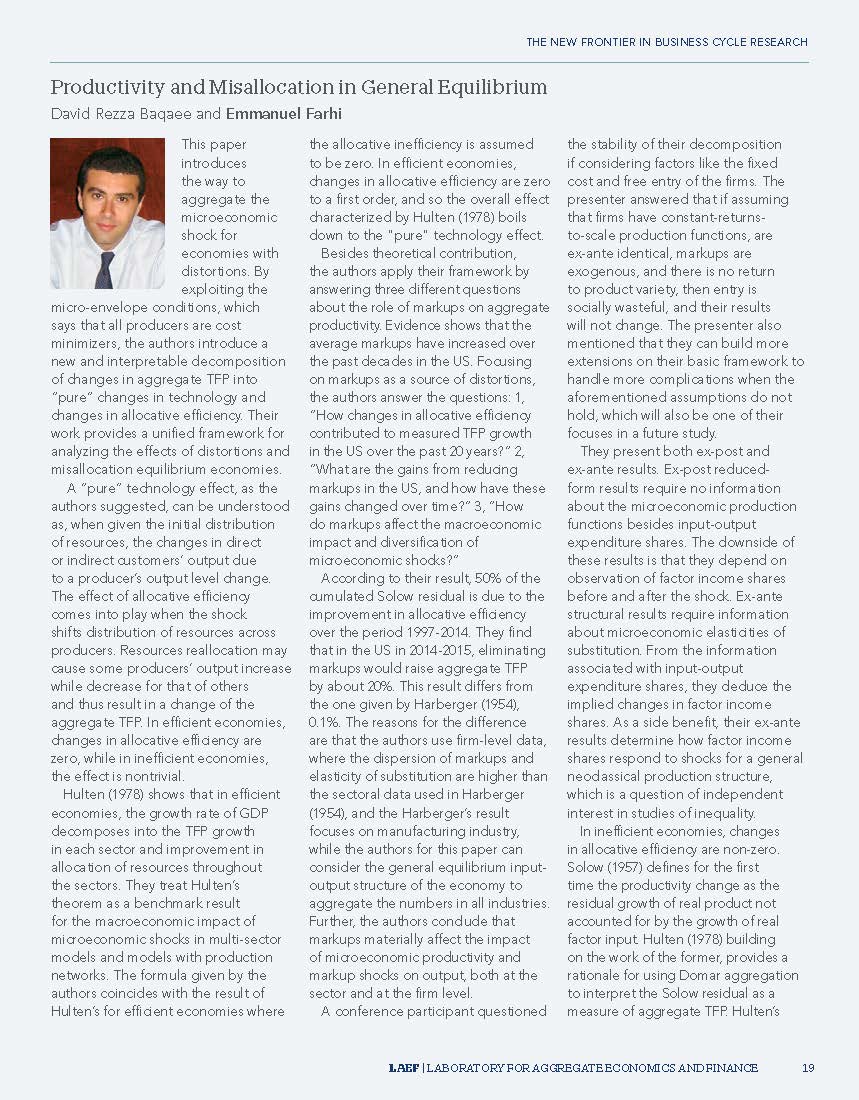 THE NEW FRONTIER IN BUSINESS CYCLE RESEARCH
Productivity and Misallocation in General Equilibrium
David Rezza Baqaee and Emmanuel Farhi
This paper
introduces
the way to
aggregate the
microeconomic
shock for
economies with
distortions. By
exploiting the
micro-envelope conditions, which
says that all producers are cost
minimizers, the authors introduce a
new and interpretable decomposition
of changes in aggregate TFP into
“pure” changes in technology and
changes in allocative efficiency. Their
work provides a unified framework for
analyzing the effects of distortions and
misallocation equilibrium economies.
A “pure” technology effect, as the
authors suggested, can be understood
as, when given the initial distribution
of resources, the changes in direct
or indirect customers’ output due
to a producer’s output level change.
The effect of allocative efficiency
comes into play when the shock
shifts distribution of resources across
producers. Resources reallocation may
cause some producers’ output increase
while decrease for that of others
and thus result in a change of the
aggregate TFP. In efficient economies,
changes in allocative efficiency are
zero, while in inefficient economies,
the effect is nontrivial.
Hulten (1978) shows that in efficient
economies, the growth rate of GDP
decomposes into the TFP growth
in each sector and improvement in
allocation of resources throughout
the sectors. They treat Hulten’s
theorem as a benchmark result
for the macroeconomic impact of
microeconomic shocks in multi-sector
models and models with production
networks. The formula given by the
authors coincides with the result of
Hulten’s for efficient economies where
the allocative inefficiency is assumed
to be zero. In efficient economies,
changes in allocative efficiency are zero
to a first order, and so the overall effect
characterized by Hulten (1978) boils
down to the "pure" technology effect.
Besides theoretical contribution,
the authors apply their framework by
answering three different questions
about the role of markups on aggregate
productivity. Evidence shows that the
average markups have increased over
the past decades in the US. Focusing
on markups as a source of distortions,
the authors answer the questions: 1,
“How changes in allocative efficiency
contributed to measured TFP growth
in the US over the past 20 years?” 2,
“What are the gains from reducing
markups in the US, and how have these
gains changed over time?” 3, “How
do markups affect the macroeconomic
impact and diversification of
microeconomic shocks?”
According to their result, 50% of the
cumulated Solow residual is due to the
improvement in allocative efficiency
over the period 1997-2014. They find
that in the US in 2014-2015, eliminating
markups would raise aggregate TFP
by about 20%. This result differs from
the one given by Harberger (1954),
0.1%. The reasons for the difference
are that the authors use firm-level data,
where the dispersion of markups and
elasticity of substitution are higher than
the sectoral data used in Harberger
(1954), and the Harberger’s result
focuses on manufacturing industry,
while the authors for this paper can
consider the general equilibrium input-
output structure of the economy to
aggregate the numbers in all industries.
Further, the authors conclude that
markups materially affect the impact
of microeconomic productivity and
markup shocks on output, both at the
sector and at the firm level.
A conference participant questioned
the stability of their decomposition
if considering factors like the fixed
cost and free entry of the firms. The
presenter answered that if assuming
that firms have constant-returns-
to-scale production functions, are
ex-ante identical, markups are
exogenous, and there is no return
to product variety, then entry is
socially wasteful, and their results
will not change. The presenter also
mentioned that they can build more
extensions on their basic framework to
handle more complications when the
aforementioned assumptions do not
hold, which will also be one of their
focuses in a future study.
They present both ex-post and
ex-ante results. Ex-post reduced-
form results require no information
about the microeconomic production
functions besides input-output
expenditure shares. The downside of
these results is that they depend on
observation of factor income shares
before and after the shock. Ex-ante
structural results require information
about microeconomic elasticities of
substitution. From the information
associated with input-output
expenditure shares, they deduce the
implied changes in factor income
shares. As a side benefit, their ex-ante
results determine how factor income
shares respond to shocks for a general
neoclassical production structure,
which is a question of independent
interest in studies of inequality.
In inefficient economies, changes
in allocative efficiency are non-zero.
Solow (1957) defines for the first
time the productivity change as the
residual growth of real product not
accounted for by the growth of real
factor input. Hulten (1978) building
on the work of the former, provides a
rationale for using Domar aggregation
to interpret the Solow residual as a
measure of aggregate TFP. Hulten’s
LAEF | LABORATORY FOR AGGREGATE ECONOMICS AND FINANCE 19